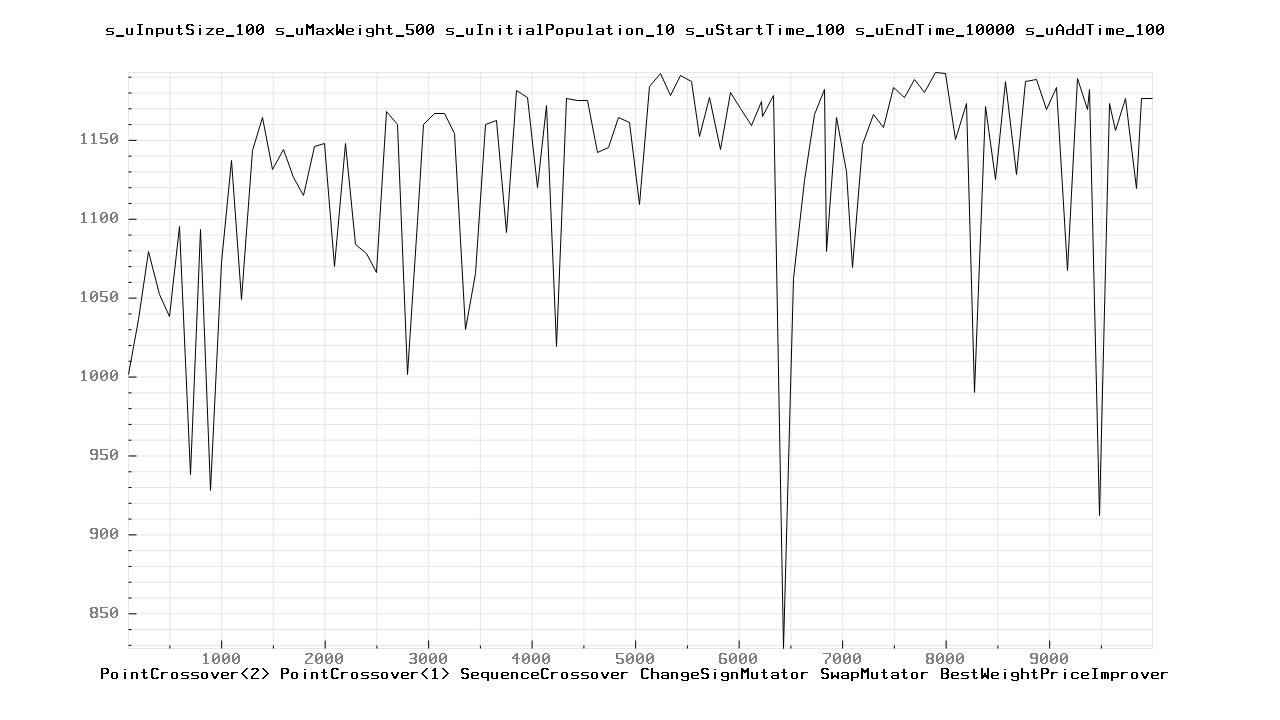 s_uInputSize_100 s_uMaxWeight_500 s_uInitialPopulation_10 s_uStartTime_100 s_uEndTime_10000 s_uAddTime_100
1150
1100
1050
1000
950
900
850
1000 2000 3000 4000 5000 6000 7000 8000 9000
PointCrossover<2> PointCrossover<1> SequenceCrossover ChangeSignMutator SwapMutator BestWeightPriceImprover